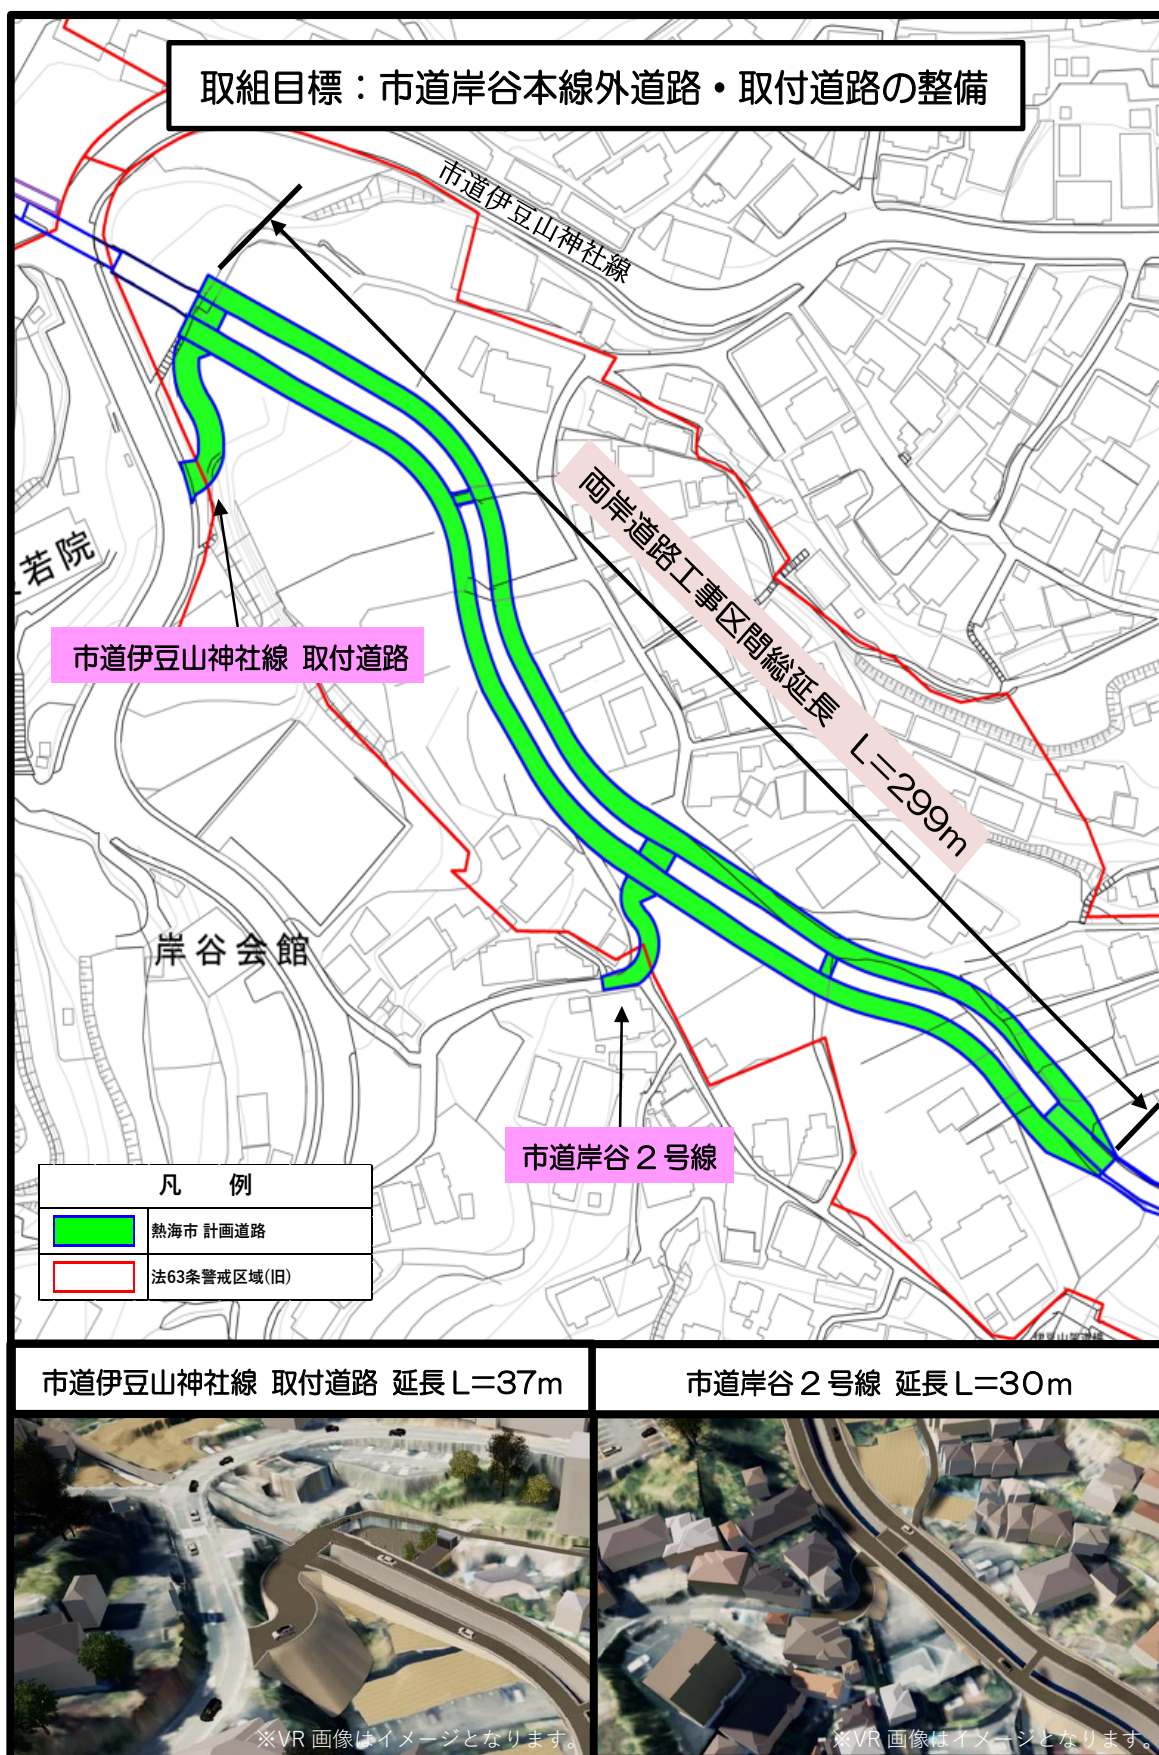 取組目標：市道岸谷本線外道路・取付道路の整備
市道伊豆山神社線
両岸道路工事区間総延長　L=299m
若院
市道伊豆山神社線 取付道路
岸谷会館
市道岸谷２号線
凡　例
熱海市 計画道路
法63条警戒区域(旧)
市道伊豆山神社線 取付道路 延長L=37m
市道岸谷２号線 延長L=30m
※VR 画像はイメージとなります。
※VR 画像はイメージとなります。